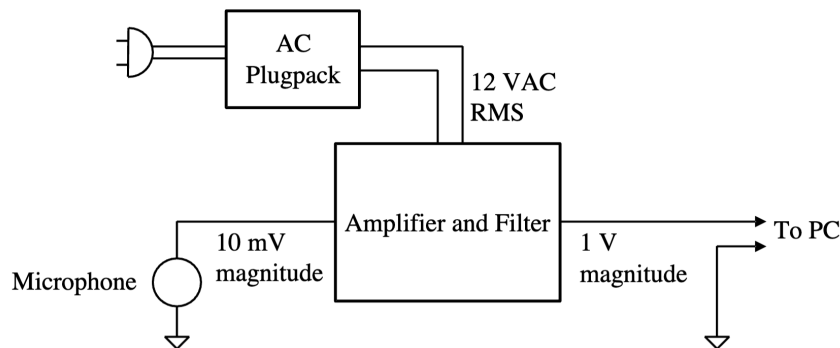 AC
Plugpack
12 VAC
RMS
Amplifier and Filter
10 mV
magnitude
1 V
magnitude
To PC
Microphone